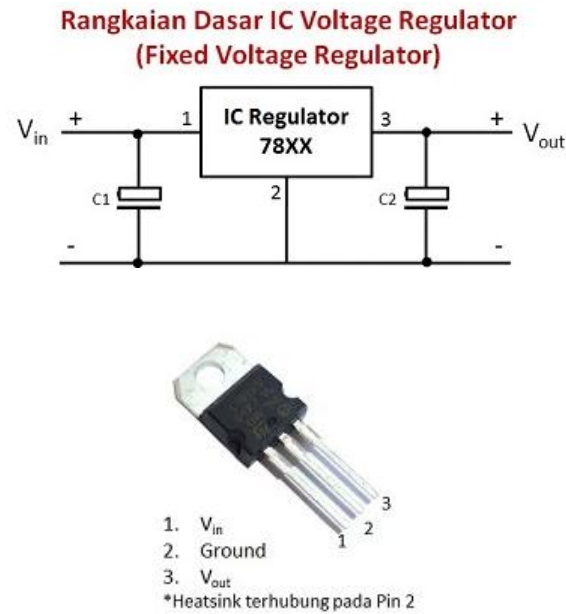 Rangkaian Dasar IC Voltage Regulator
(Fixed Voltage Regulator)
Vin + 1 IC Regulator 78XX 3 + Vout
2
C1 C2
- -
1. Vin
2. Ground
3. Vout
*Heatsink terhubung pada Pin 2
1 2 3